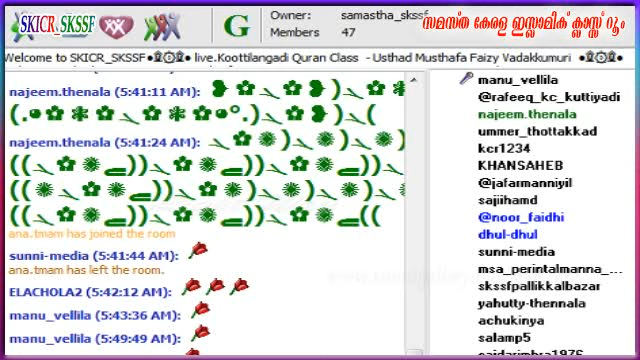 SKICR_SKSSF
G
Owner: samastha_skssf
Members 47
സമസ്ത കേരള ഇസ്ലാമിക് ക്ലാസ്സ് റൂം
Welcome to SKICR_SKSSF live.Koottilangadi Quran Class - Usthad Musthafa Faizy Vadakkumuri
najeem.thenala (5:41:11 AM):
najeem.thenala (5:41:24 AM):
ana.tmam has joined the room
sunni-media (5:41:44 AM):
ana.tmam has left the room.
ELACHOLA2 (5:42:12 AM):
manu_vellila (5:43:36 AM):
manu_vellila (5:49:49 AM):
manu_vellila
@rafeeq_kc_kuttiyadi
najeem.thenala
ummer_thottakkad
kcr1234
KHANSAHEB
@jafarmanniyil
sajiihamd
@noor_faidhi
dhul-dhul
sunni-media
msa_perintalmanna_...
skssfpallikkalbazar
yahutty-thennala
achukinya
salamp5
saidarimbra1976